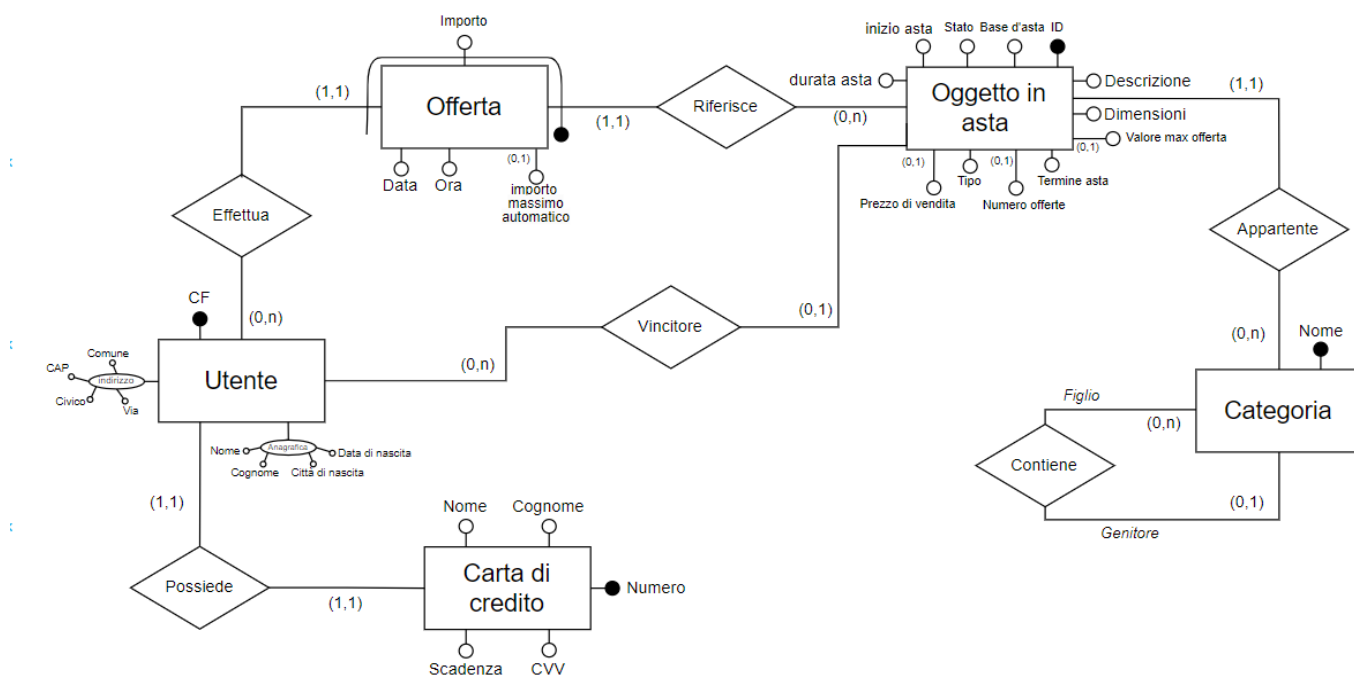 Importo
inizio asta
Stato
Base d'asta
ID
durata asta
Descrizione
(1,1)
Offerta
(1,1)
Riferisce
(0,n)
Oggetto in
asta
Dimensioni
Valore max offerta
(0,1)
(1,1)
Data
Ora
(0,1)
importo
massimo
automatico
(0,1)
Tipo
(0,1)
Termine asta
Prezzo di vendita
Numero offerte
Effettua
Appartente
CF
(0,n)
Vincitore
(0,1)
(0,n)
(0,n)
Nome
Comune
CAP
indirizzo
Civico
Via
Utente
Anagrafica
Nome
Cognome
Città di nascita
Data di nascita
Figlio
(0,n)
Categoria
Contiene
(0,1)
Genitore
(1,1)
Nome
Cognome
Possiede
(1,1)
Carta di
credito
Numero
Scadenza
CVV